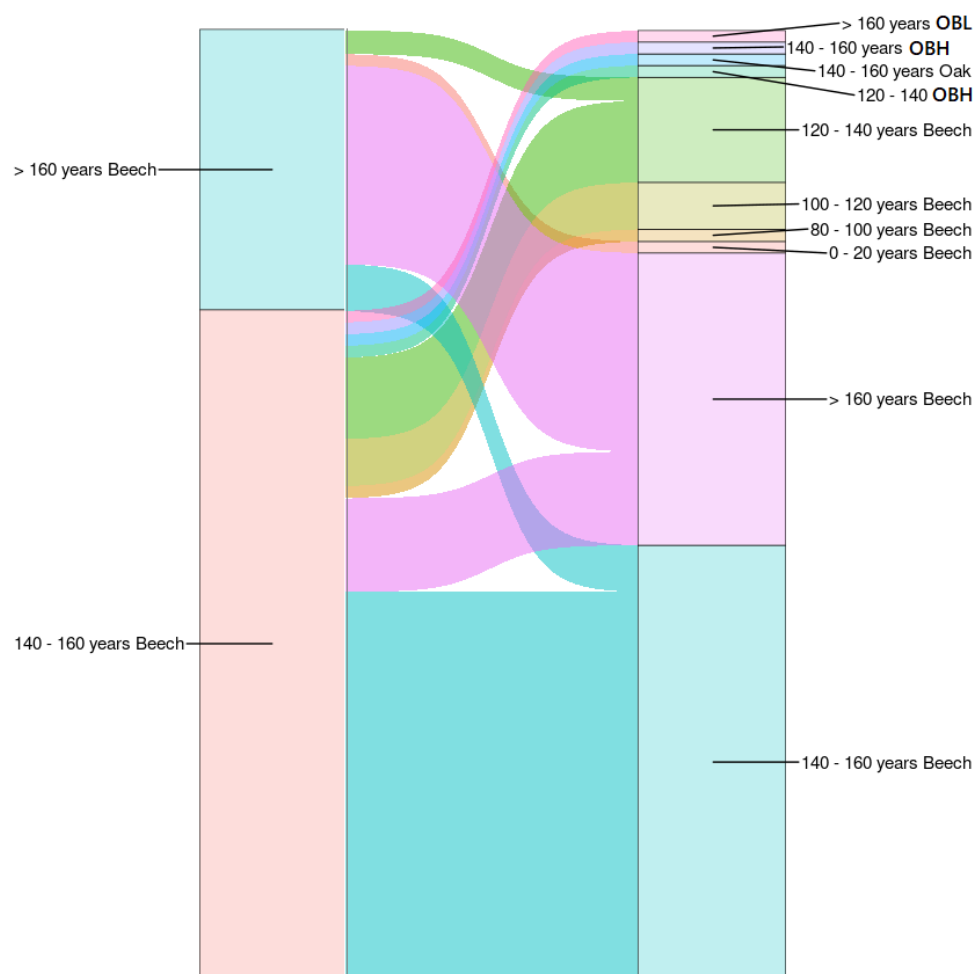 > 160 years OBL
140 - 160 years OBH
140 - 160 years Oak
120 - 140 OBH
120 - 140 years Beech
> 160 years Beech
100 - 120 years Beech
80 - 100 years Beech
0 - 20 years Beech
> 160 years Beech
140 - 160 years Beech
140 - 160 years Beech